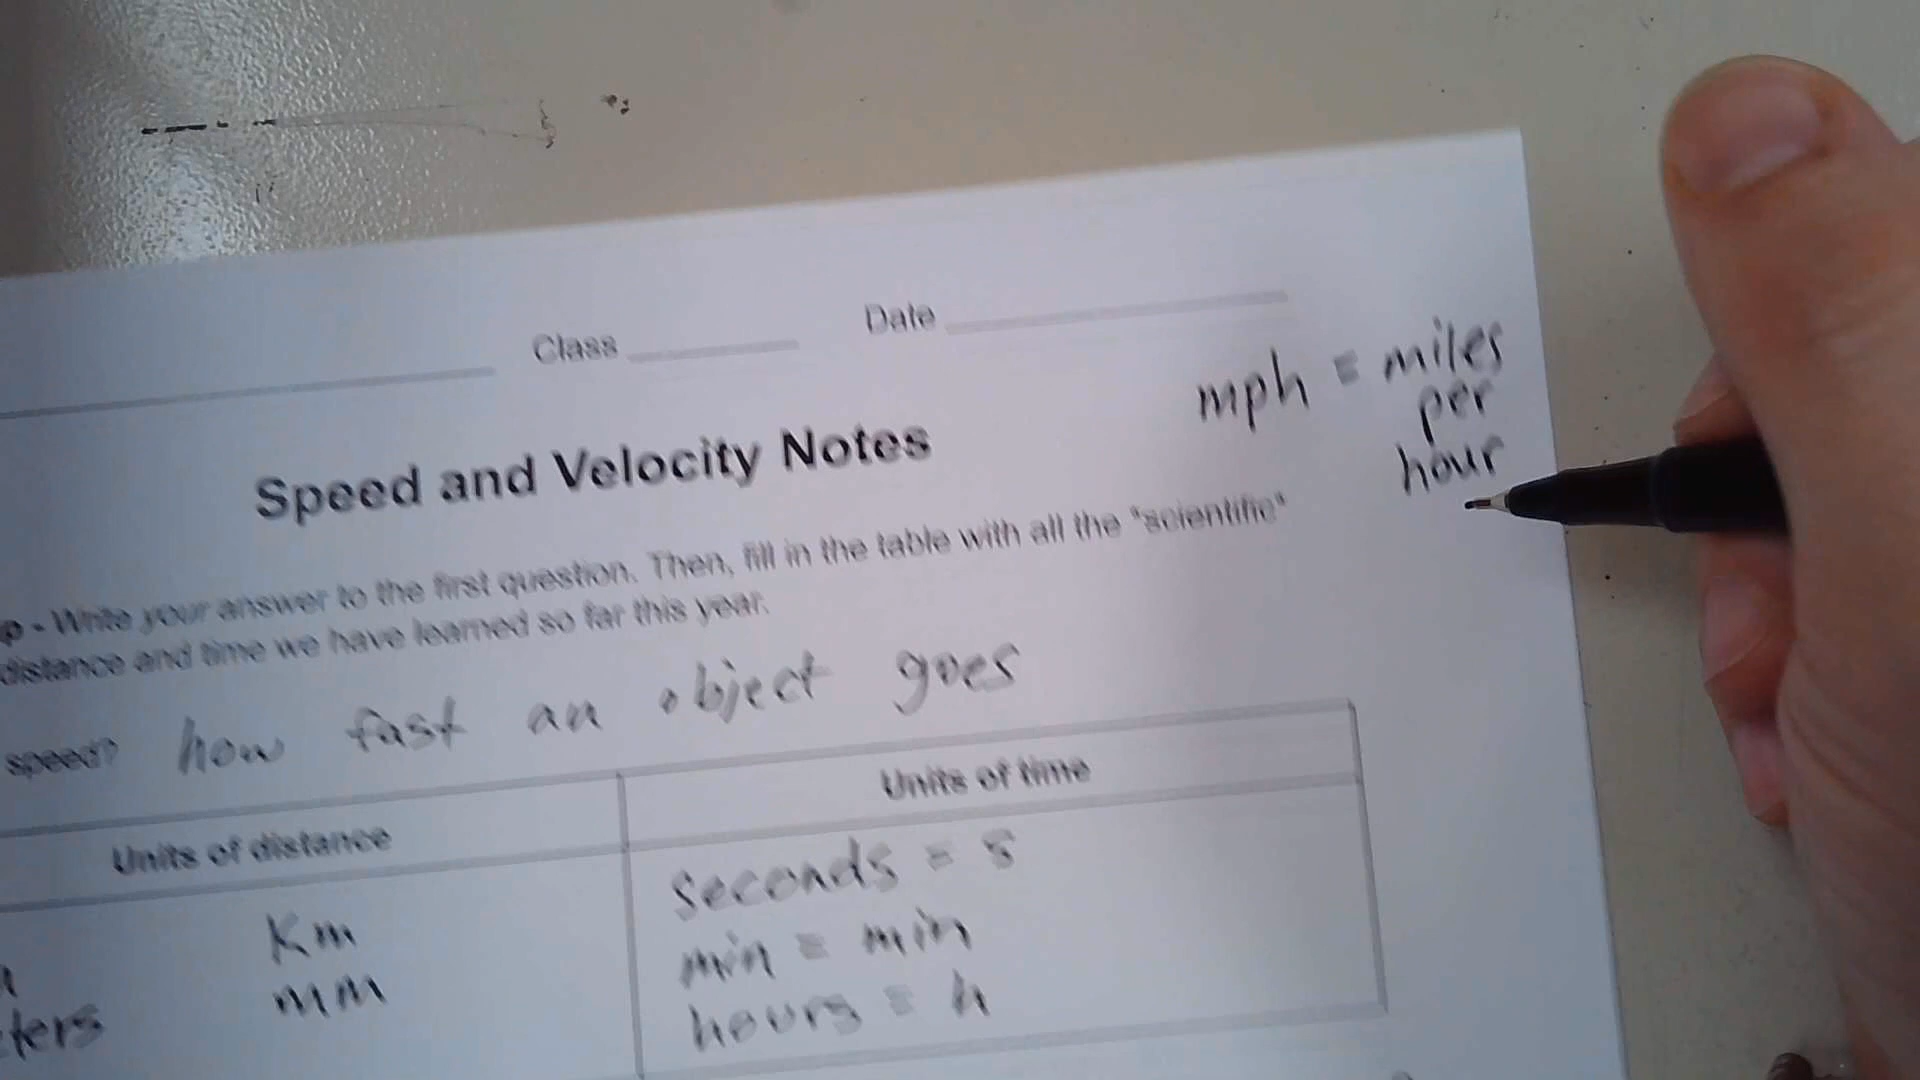 Class Date
mph = miles
per
hour
Speed and Velocity Notes
- Write your answer to the first question. Then, fill in the table with all the "scientific"
distance and time we have learned so far this year.
speed? how fast an object goes
Units of distance Units of time
Km seconds = s
mm min = min
hours = h